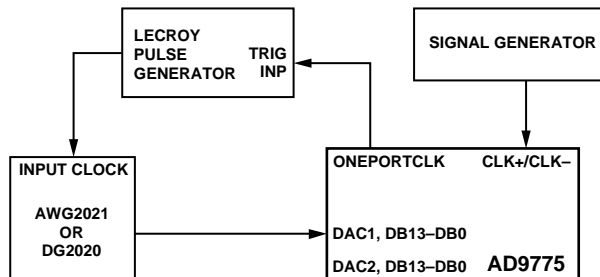 LECROY
PULSE
GENERATOR
TRIG
INP
SIGNAL GENERATOR
INPUT CLOCK
AWG2021
OR
DG2020
ONEPORTCLK
CLK+/CLK–
DAC1, DB13–DB0
DAC2, DB13–DB0
AD9775